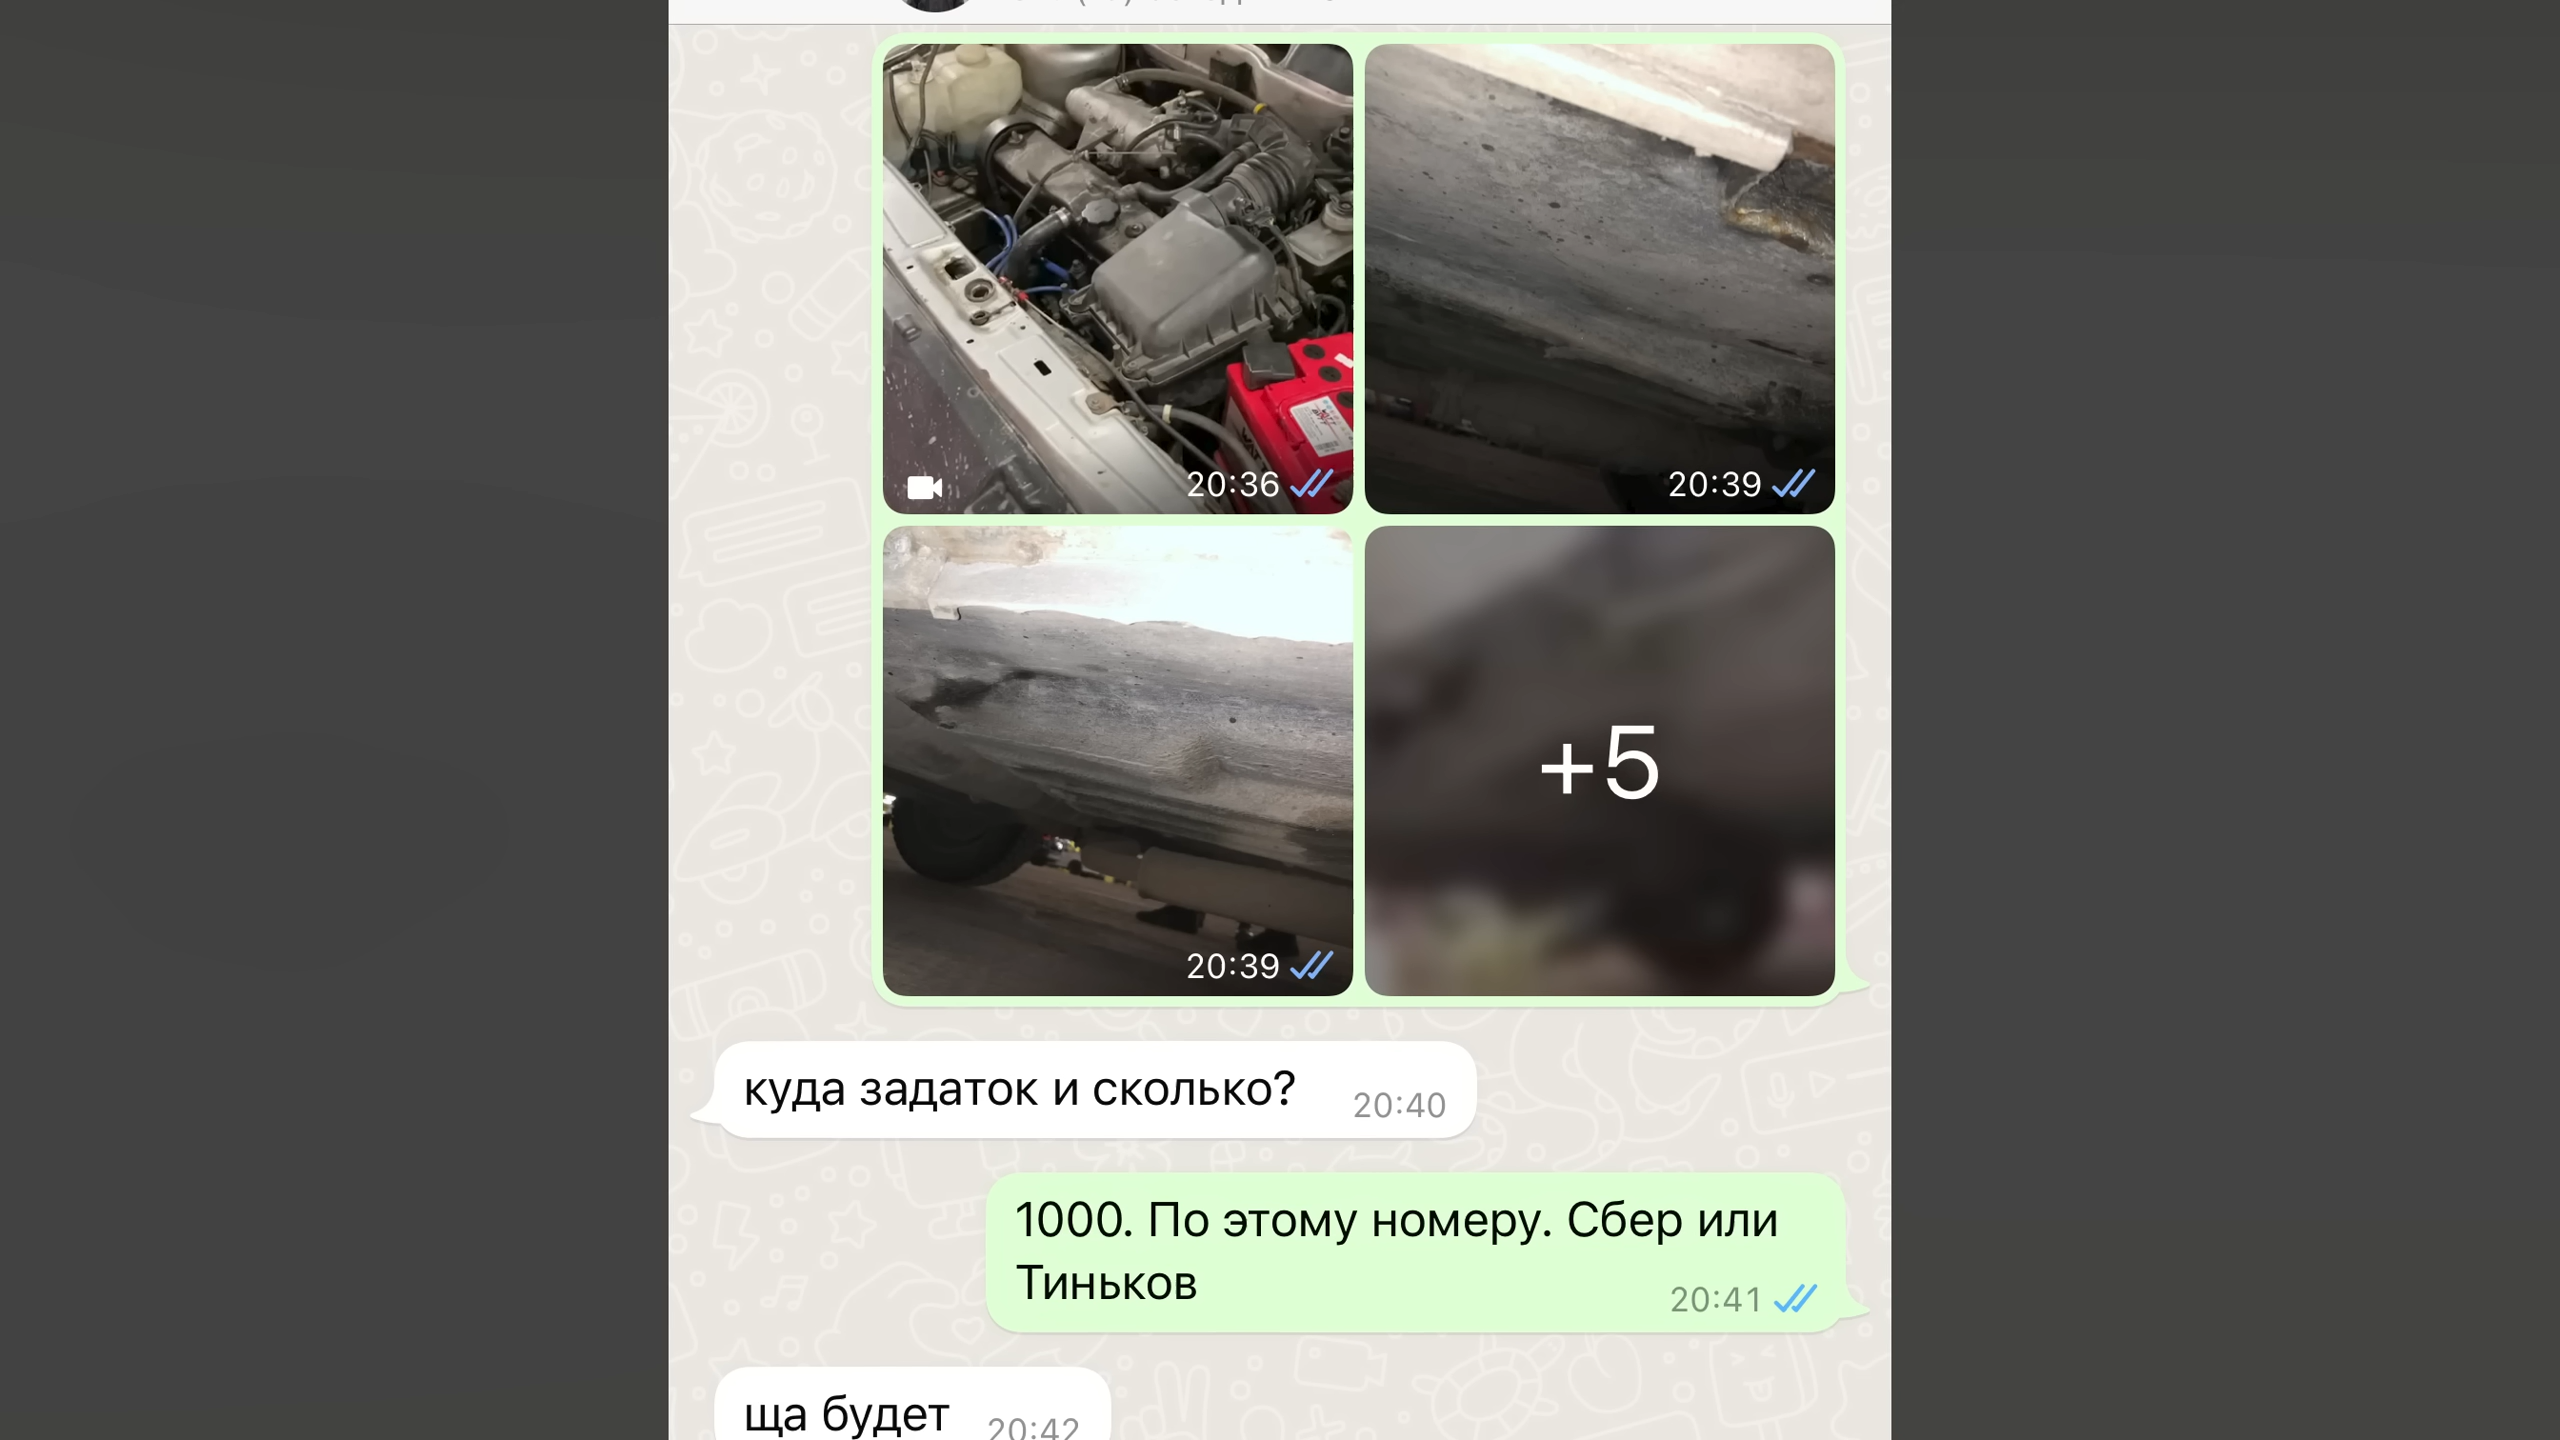 20:36
20:39
20:39
+5
куда задаток и сколько?
20:40
1000. По этому номеру. Сбер или
Тиньков
20:41
ща будет
20:42